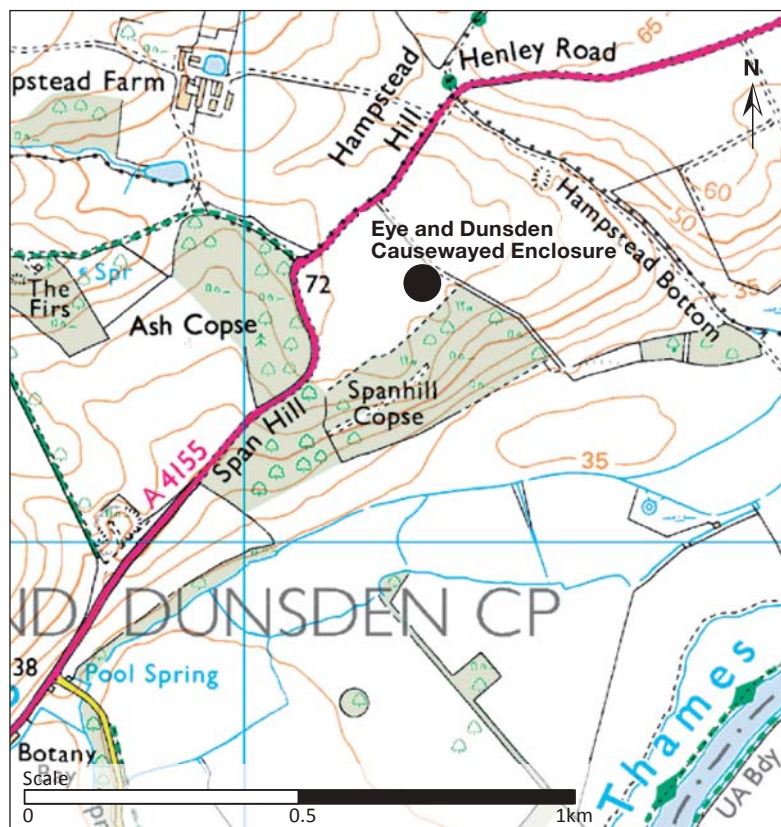 Henley Road
65
N
pstead Farm
Hampstead
Hill
Hampstead Bottom
60
50
35
Eye and Dunsden
Causewayed Enclosure
72
Spr
The
Firs
Ash Copse
Spanhill
Copse
Span Hill
A 4155
35
ND DUNSDEN CP
38
Pool Spring
Botany
Bay
Thames
UA Bdy
Scale
0
0.5
1km